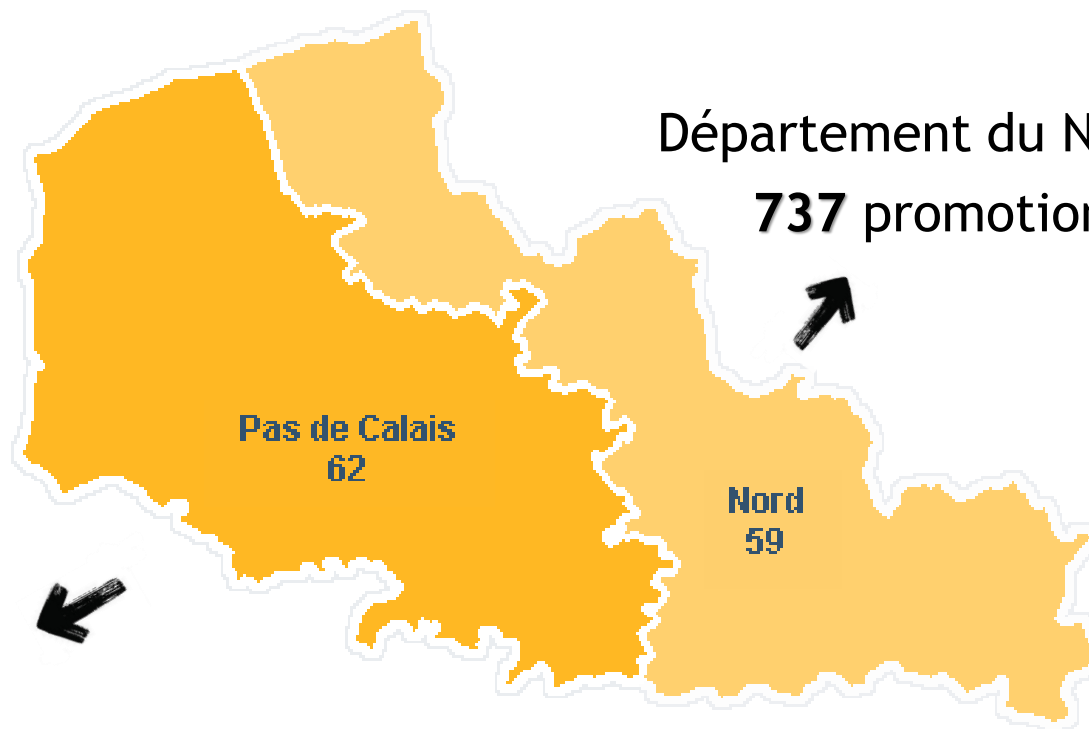 Département du N
737 promotion
Pas de Calais
62
Nord
59